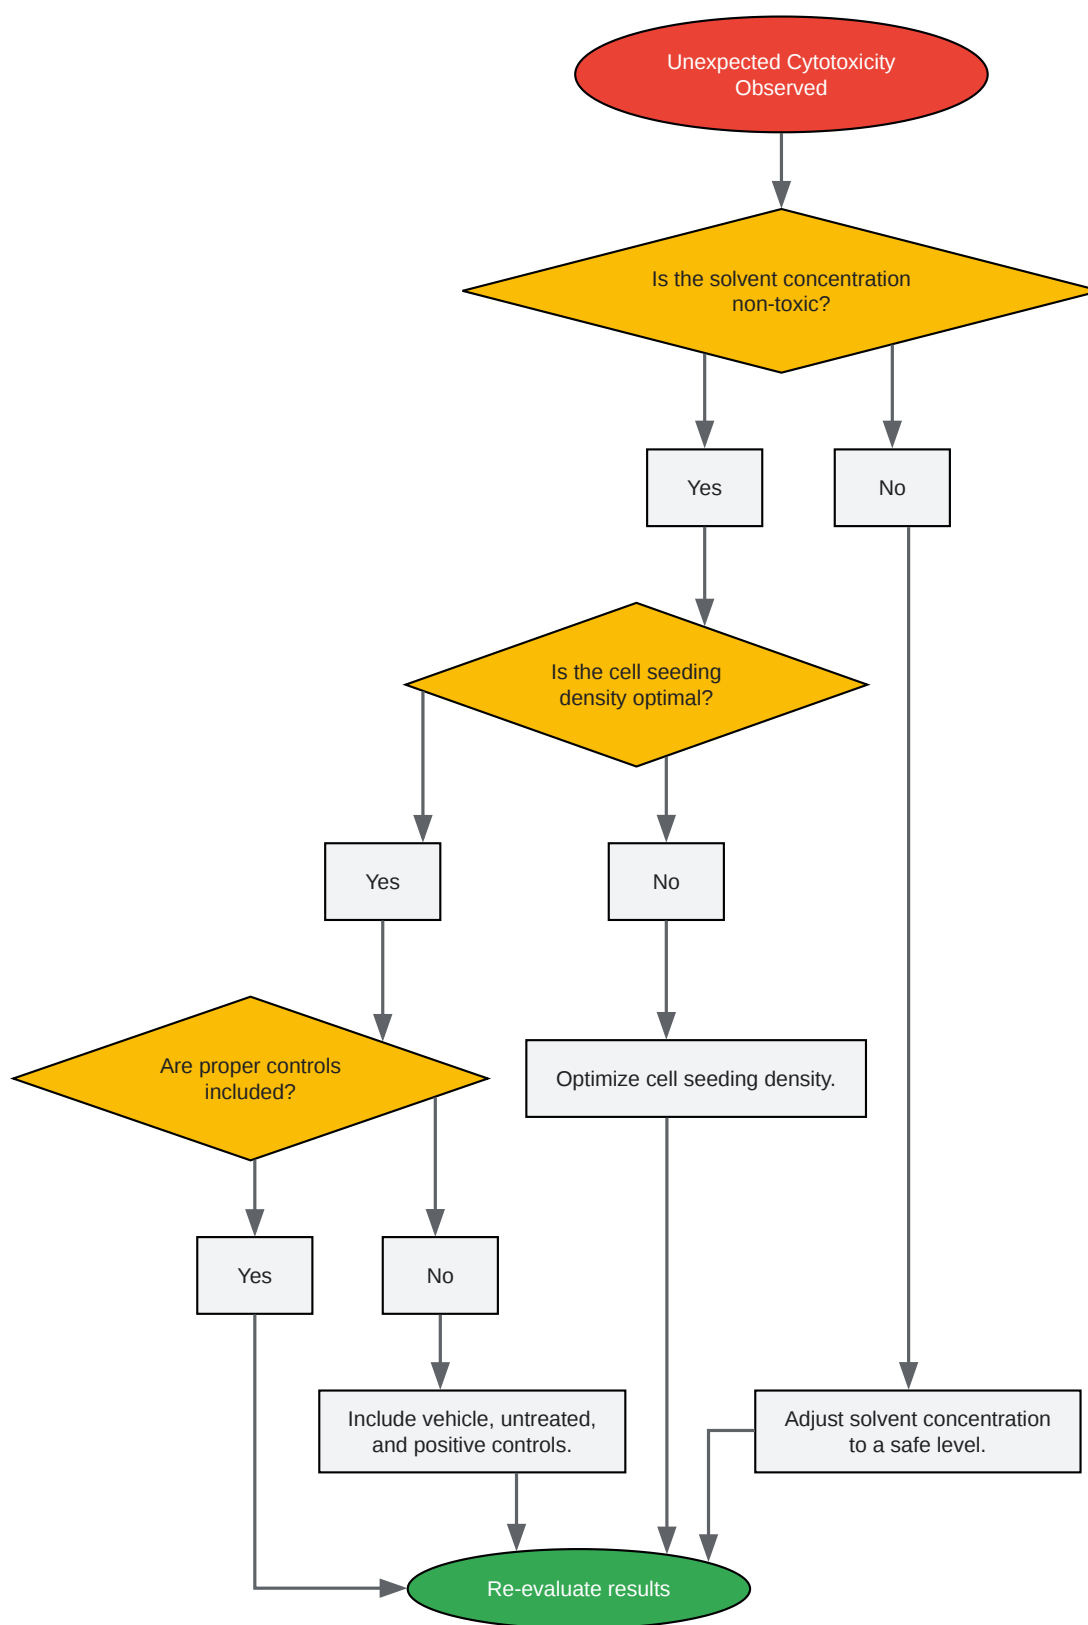 Unexpected Cytotoxicity
Observed
Is the solvent concentration
non-toxic?
Yes
No
Is the cell seeding
density optimal?
Yes
No
Are proper controls
included?
Optimize cell seeding density.
Yes
No
Include vehicle, untreated,
and positive controls.
Adjust solvent concentration
to a safe level.
Re-evaluate results